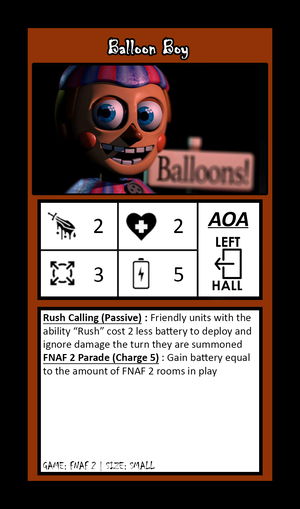 Balloon Boy
Balloons!
2
2
AOA
LEFT
HALL
3
5
Rush Calling (Passive) : Friendly units with the
ability “Rush” cost 2 less battery to deploy and
ignore damage the turn they are summoned
FNAF 2 Parade (Charge 5) : Gain battery equal
to the amount of FNAF 2 rooms in play
GAME: FNAF 2 | SIZE: SMALL